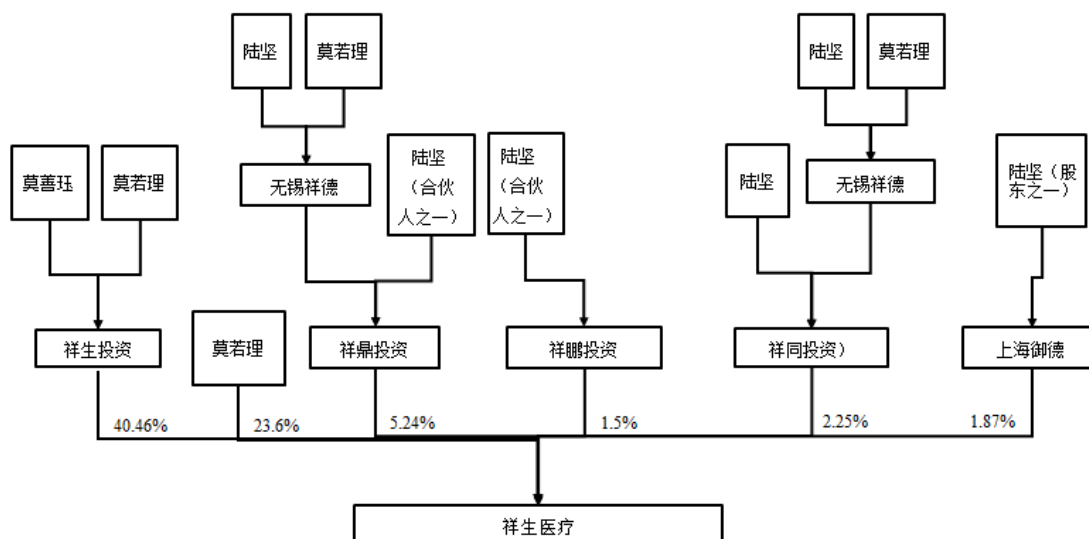 陆坚
莫若理
陆坚
莫若理
莫善珏
莫若理
无锡祥德
陆坚
（合伙
人之一）
陆坚
（合伙
人之一）
陆坚
无锡祥德
陆坚（股
东之一）
祥生投资
莫若理
祥鼎投资
祥鹏投资
祥同投资）
上海御德
40.46%
23.6%
5.24%
1.5%
2.25%
1.87%
祥生医疗